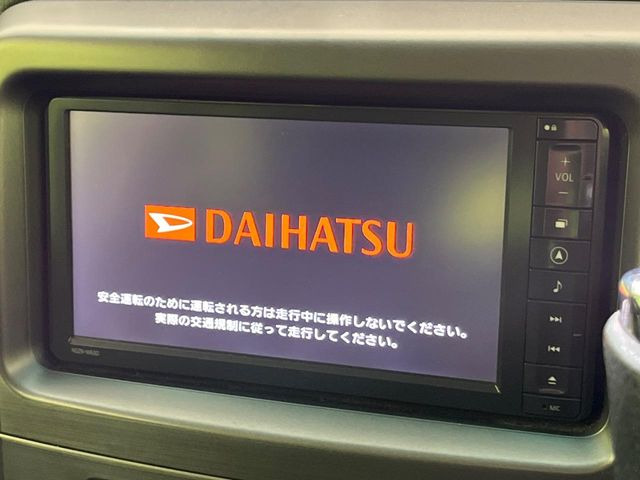 DAIHATSU
安全運転のために運転される方は走行中に操作しないでください。
実際の交通規制に従って走行してください。
+
VOL
−
MIC